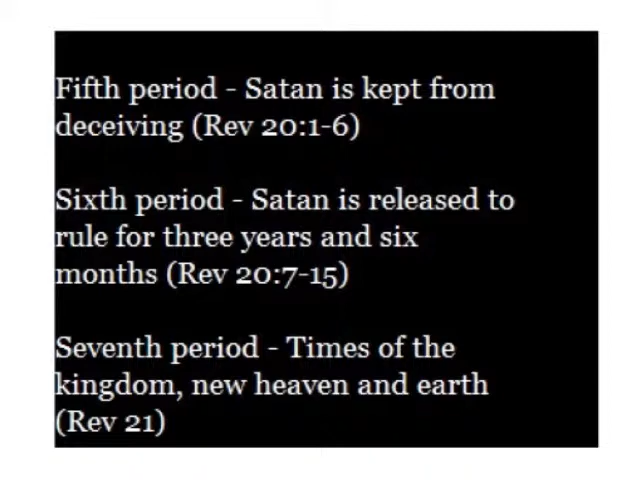 Fifth period - Satan is kept from
deceiving (Rev 20:1-6)
Sixth period - Satan is released to
rule for three years and six
months (Rev 20:7-15)
Seventh period - Times of the
kingdom, new heaven and earth
(Rev 21)